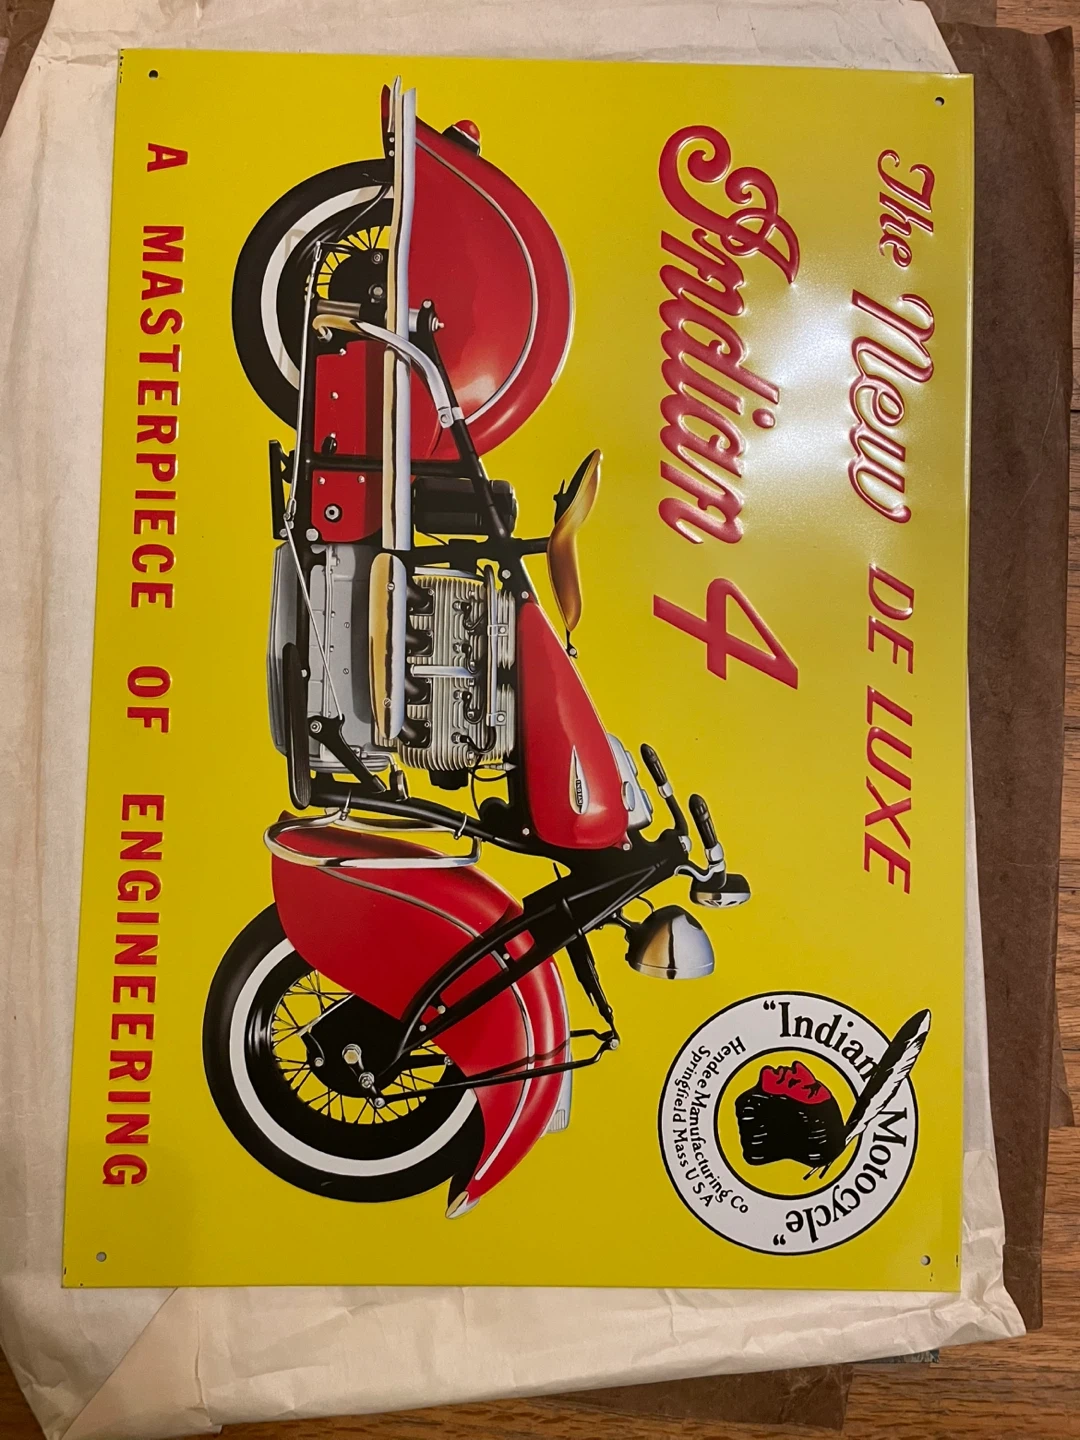 The New DE LUXE
Indian 4
"Indian Motocycle"
Hendee Manufacturing Co
Springfield Mass USA
A MASTERPIECE OF ENGINEERING